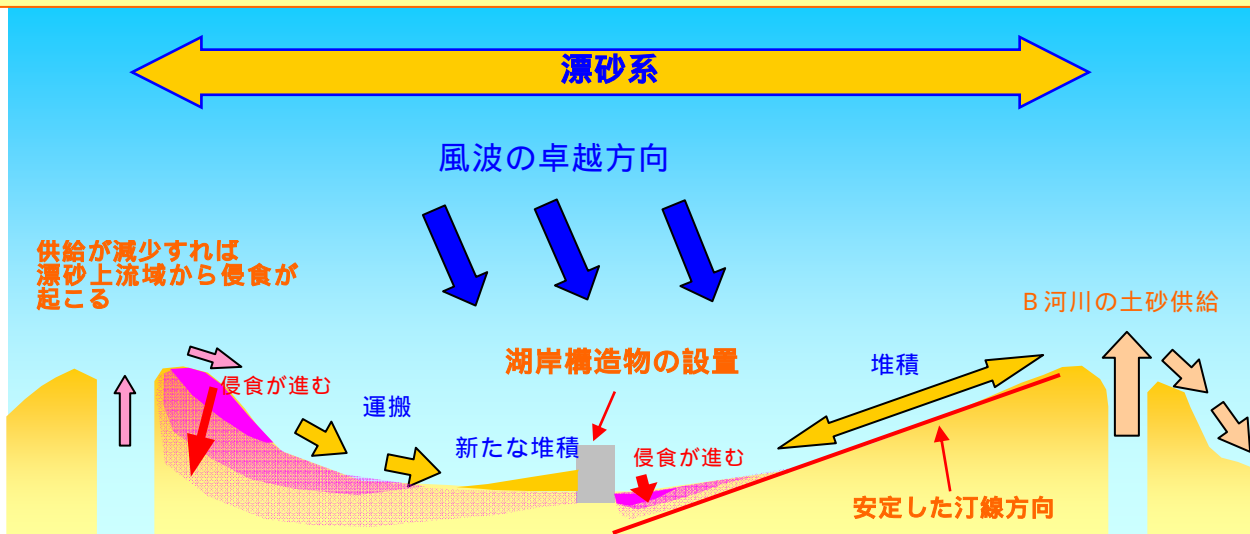 漂砂系
風波の卓越方向
供給が減少すれば
漂砂上流域から侵食が
起こる
B河川の土砂供給
湖岸構造物の設置
堆積
侵食が進む
運搬
新たな堆積
侵食が進む
安定した汀線方向